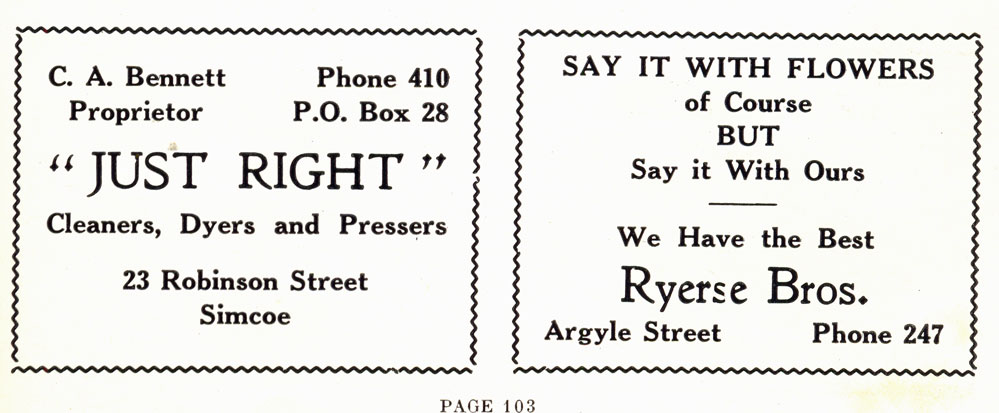 C. A. Bennett Phone 410
Proprietor P.O. Box 28
"JUST RIGHT"
Cleaners, Dyers and Pressers
23 Robinson Street
Simcoe
SAY IT WITH FLOWERS
of Course
BUT
Say it With Ours
We Have the Best
Ryerse Bros.
Argyle Street Phone 247
PAGE 103